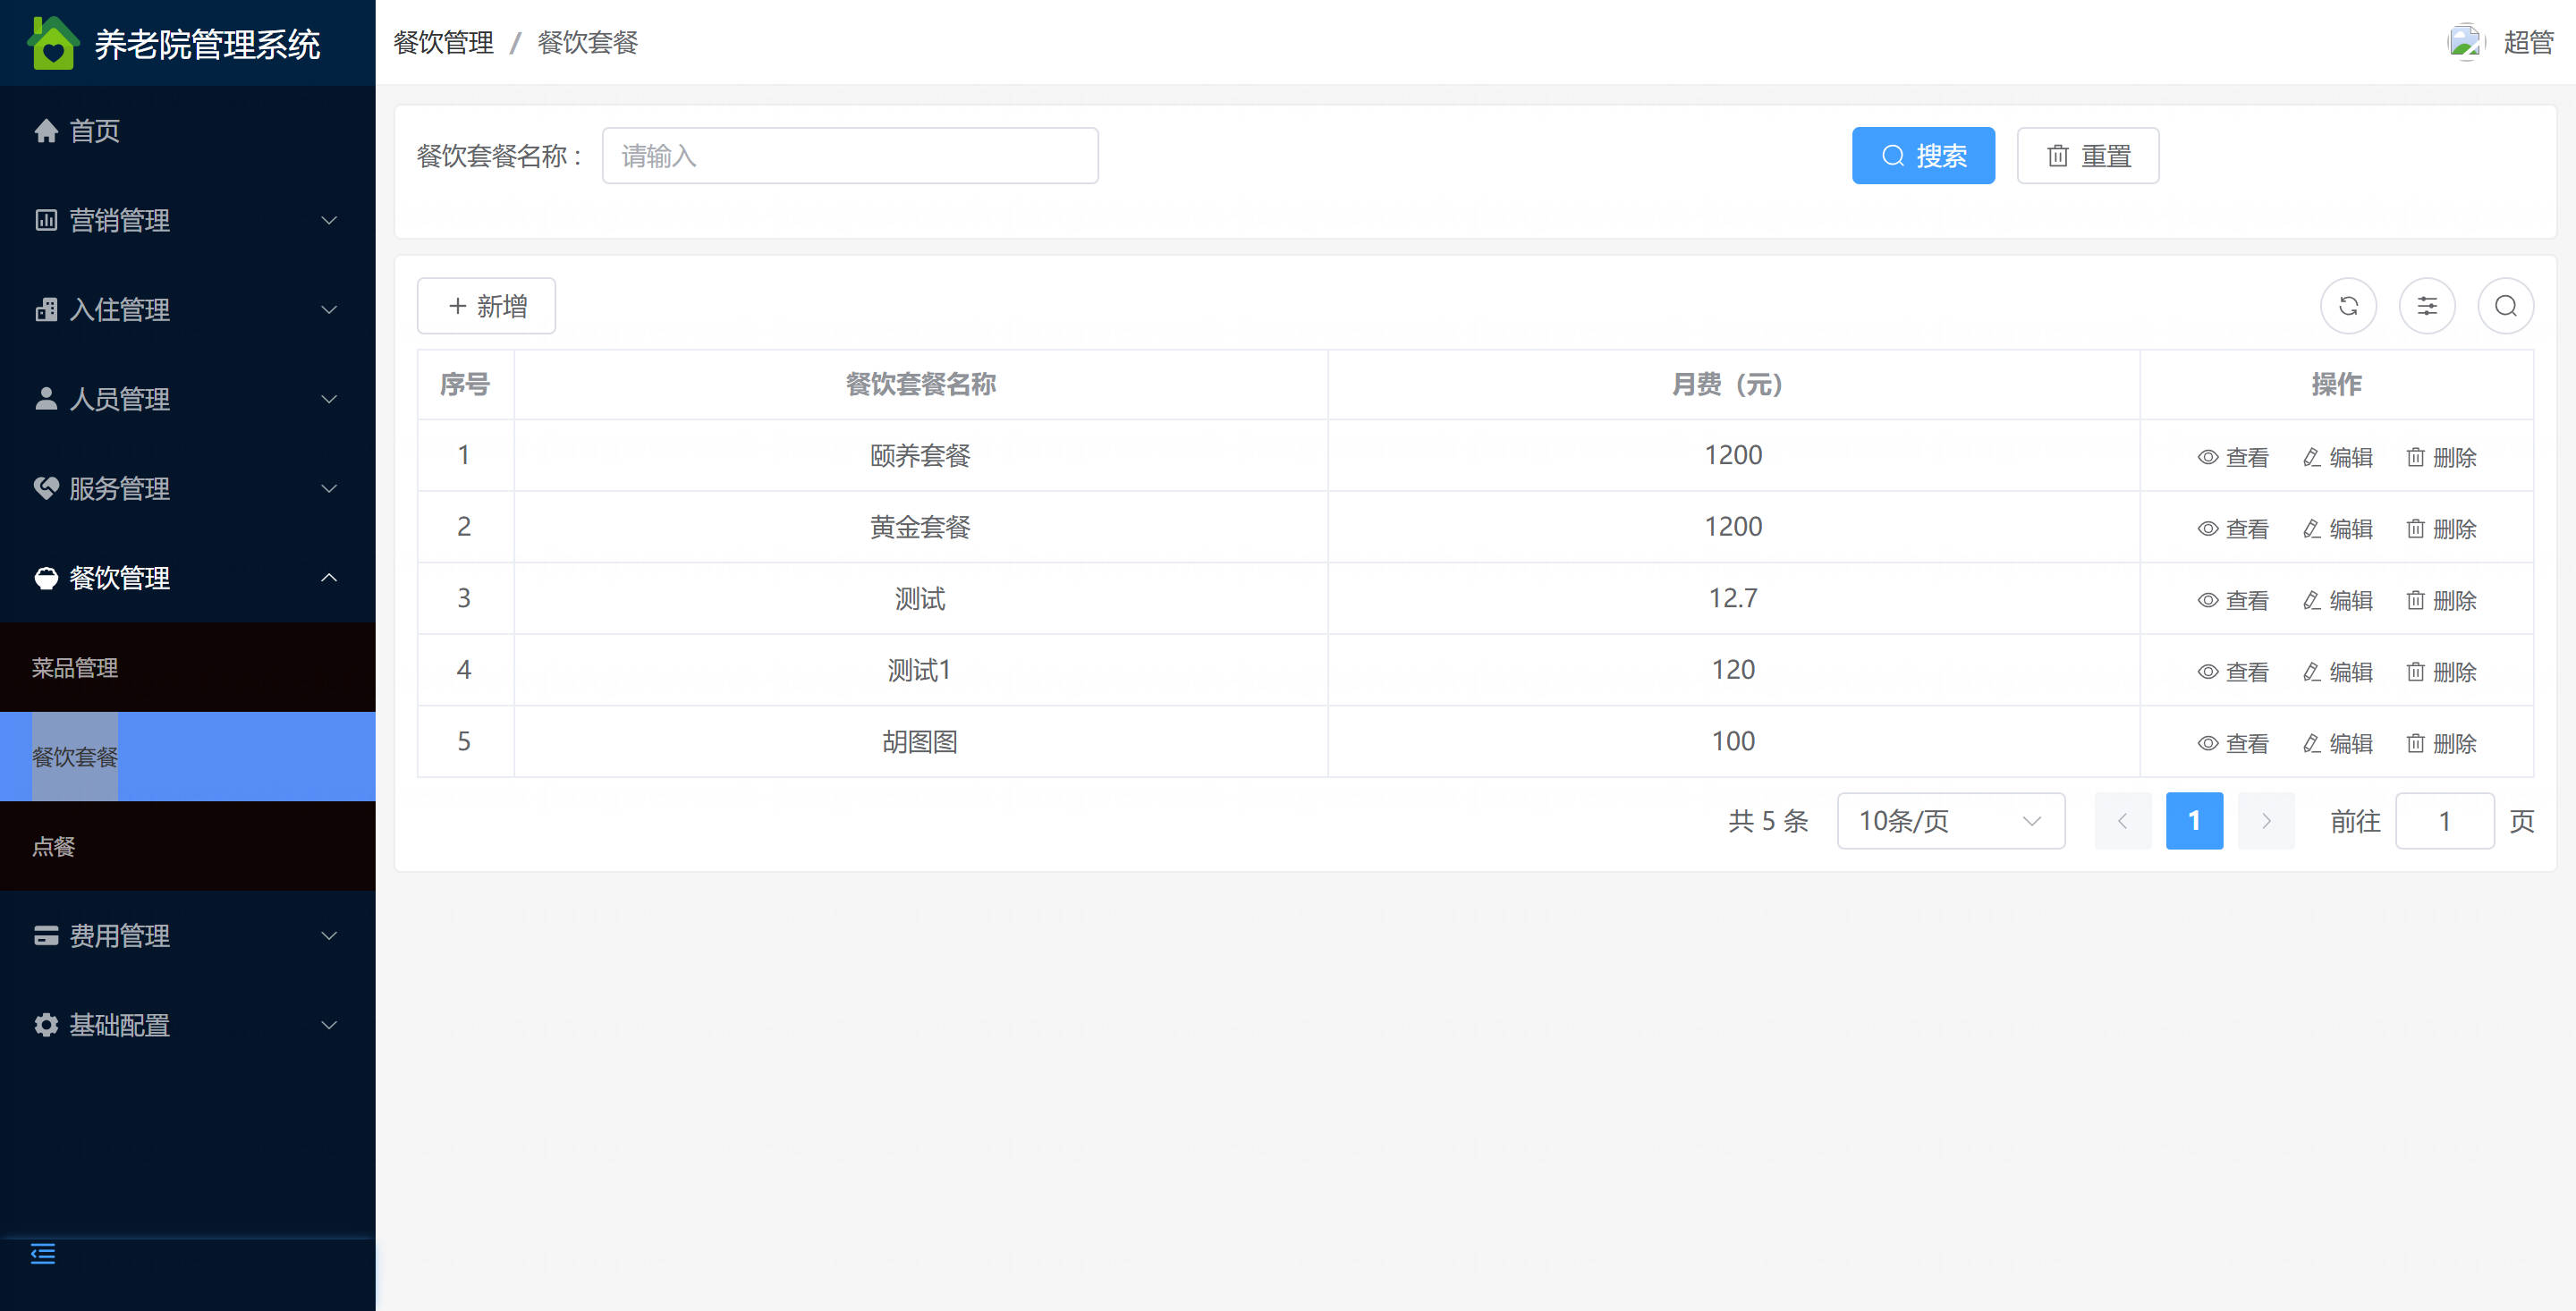 养老院管理系统
餐饮管理 / 餐饮套餐
超管
首页
营销管理
入住管理
人员管理
服务管理
餐饮管理
菜品管理
餐饮套餐
点餐
费用管理
基础配置
餐饮套餐名称：
请输入
搜索
重置
新增
序号 餐饮套餐名称 月费（元） 操作
1 颐养套餐 1200 查看 编辑 删除
2 黄金套餐 1200 查看 编辑 删除
3 测试 12.7 查看 编辑 删除
4 测试1 120 查看 编辑 删除
5 胡图图 100 查看 编辑 删除
共 5 条 10条/页 1 前往 1 页